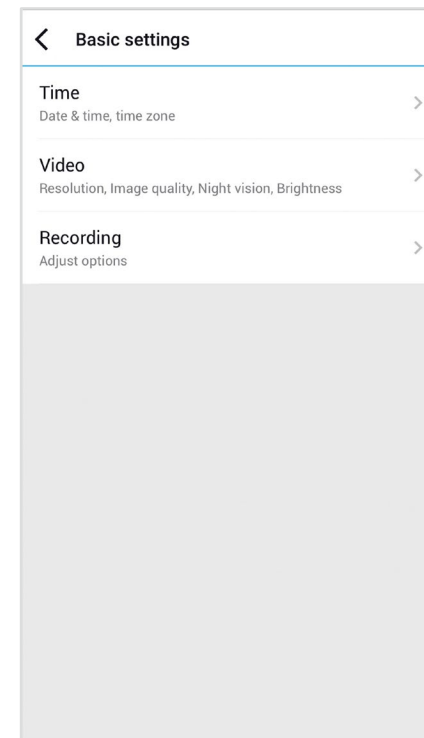 Basic settings
Time
Date & time, time zone
Video
Resolution, Image quality, Night vision, Brightness
Recording
Adjust options